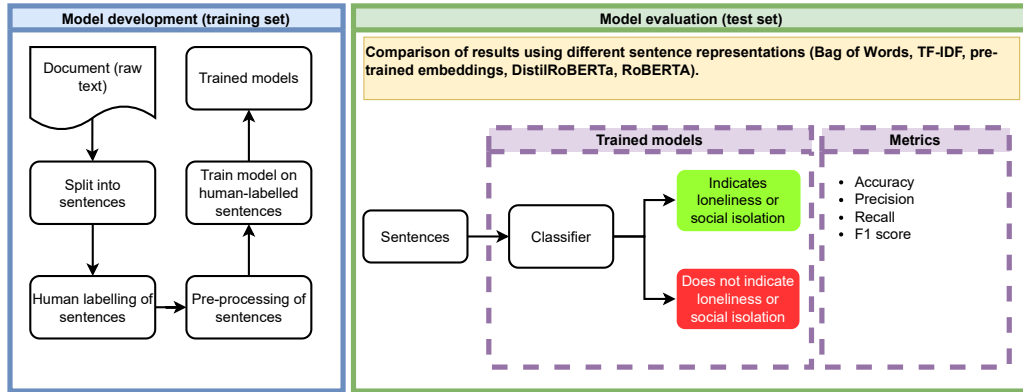 Model development (training set)
Document (raw
text)
Split into
sentences
Human labelling of
sentences
Pre-processing of
sentences
Train model on
human-labelled
sentences
Trained models
Model evaluation (test set)
Comparison of results using different sentence representations (Bag of Words, TF-IDF, pre-
trained embeddings, DistilRoBERTa, RoBERTA).
Sentences
Trained models
Classifier
Indicates
loneliness or
social isolation
Does not indicate
loneliness or
social isolation
Metrics
• Accuracy
• Precision
• Recall
• F1 score